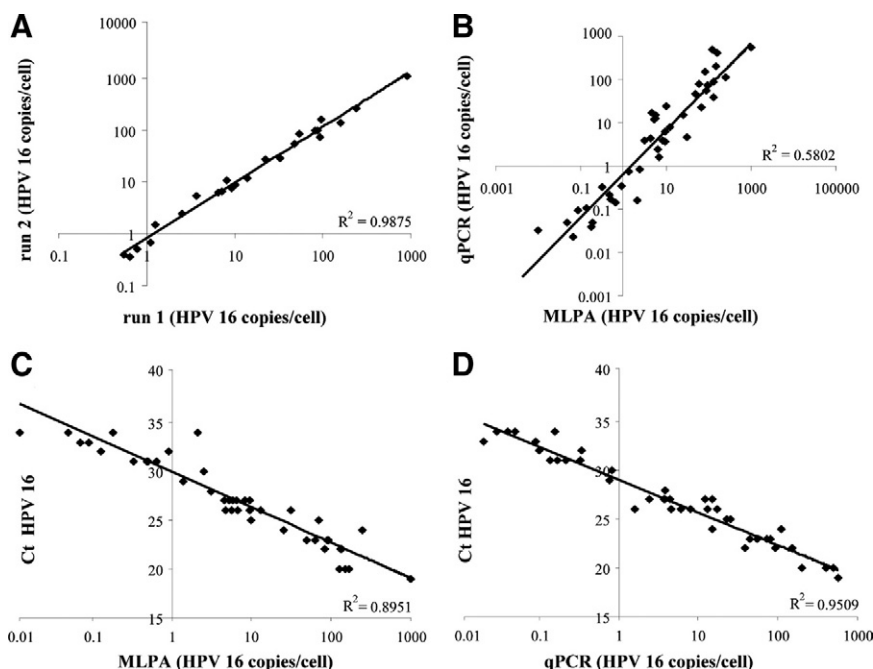 A
10000
1000
100
10
1
0.1
0.1
1
10
100
1000
run 2 (HPV 16 copies/cell)
R² = 0.9875
run 1 (HPV 16 copies/cell)
B
1000
100
10
1
0.1
0.01
0.001
0.001
0.1
10
1000
100000
qPCR (HPV 16 copies/cell)
R² = 0.5802
MLPA (HPV 16 copies/cell)
C
40
35
30
25
20
15
0.01
0.1
1
10
100
1000
Ct HPV 16
R² = 0.8951
MLPA (HPV 16 copies/cell)
D
40
35
30
25
20
15
0.01
0.1
1
10
100
1000
Ct HPV 16
R² = 0.9509
qPCR (HPV 16 copies/cell)